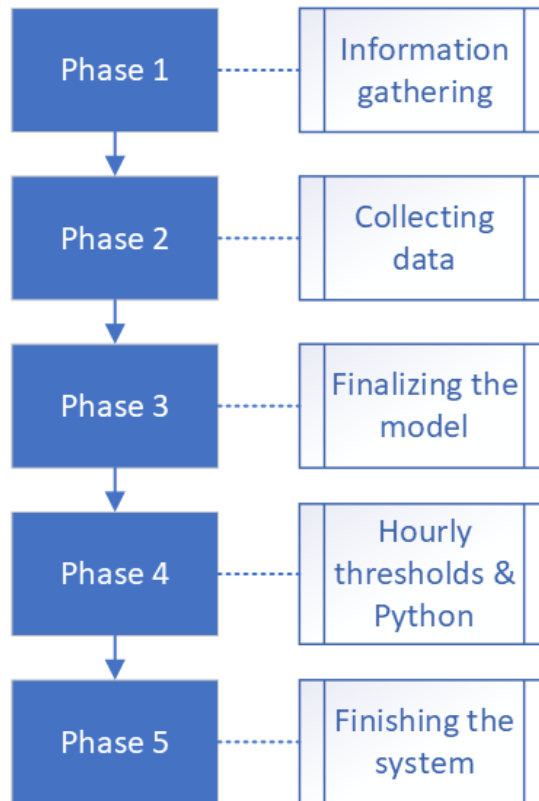 Phase 1
Information
gathering
Phase 2
Collecting
data
Phase 3
Finalizing the
model
Phase 4
Hourly
thresholds &
Python
Phase 5
Finishing the
system